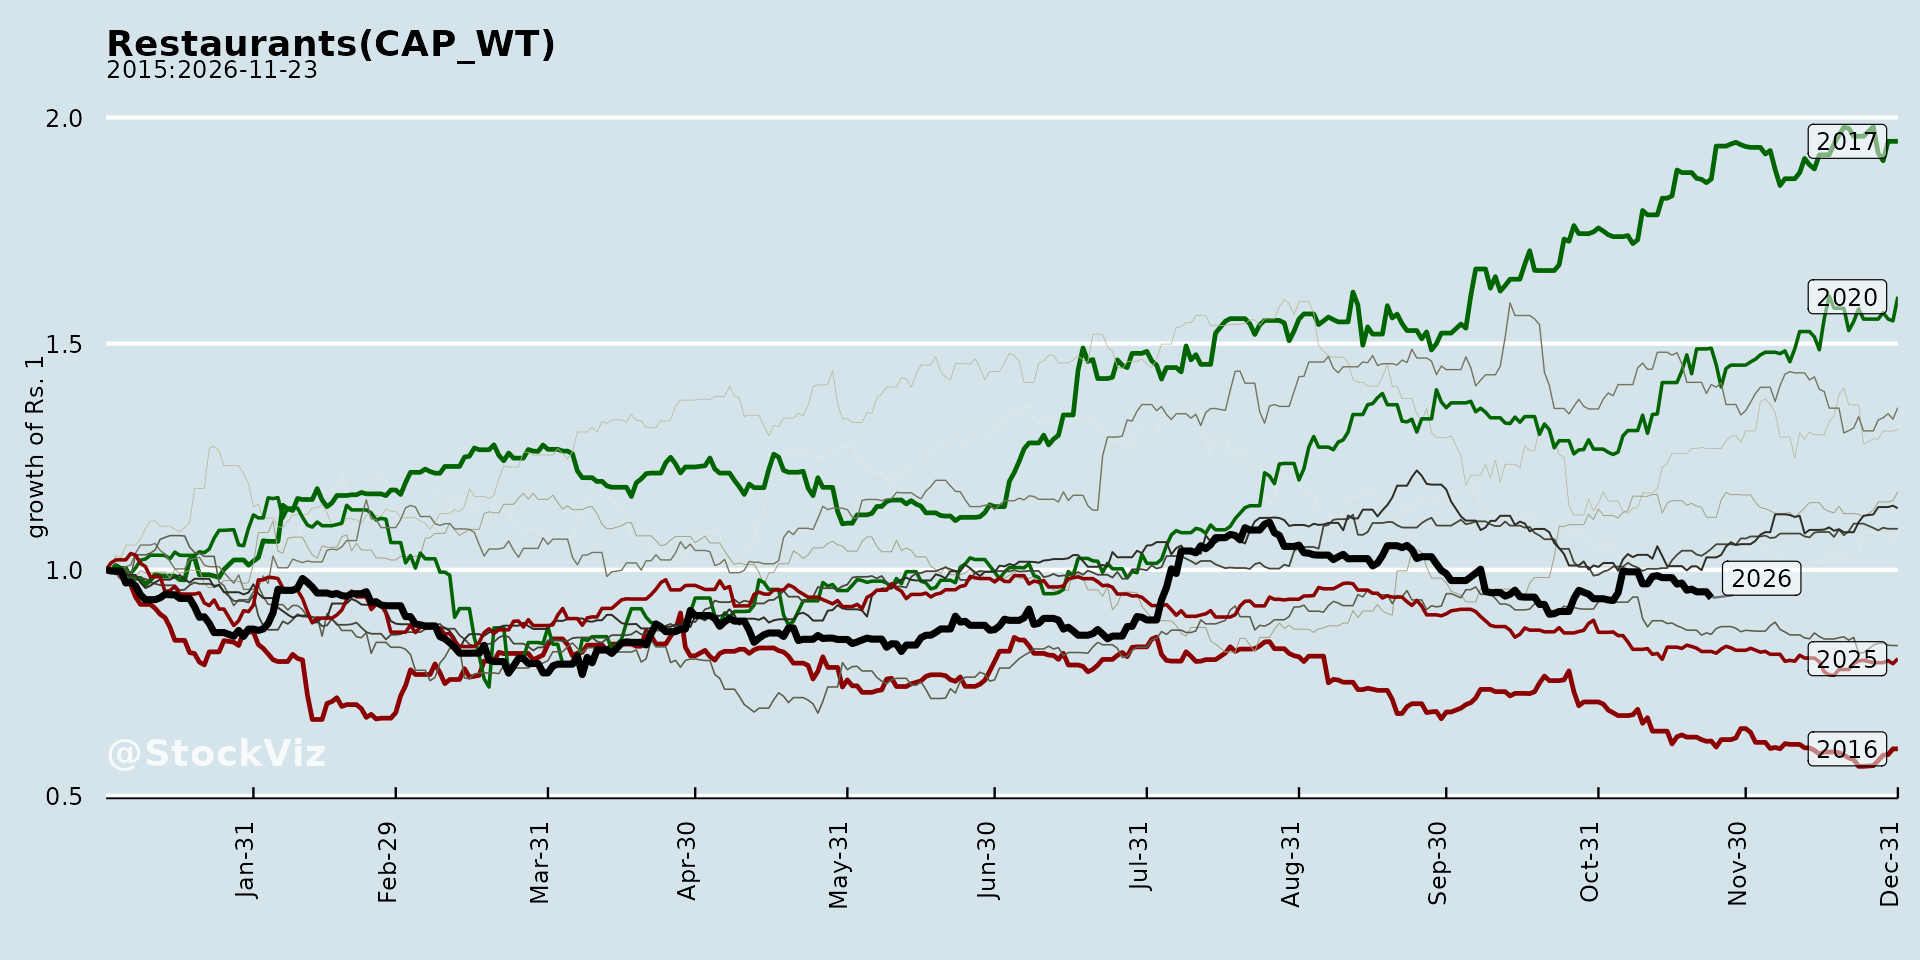 Restaurants(CAP_WT)
2015:2026-11-23
growth of Rs. 1
2.0
1.5
1.0
0.5
2017
2020
2026
2025
2016
@StockViz
Jan-31
Feb-29
Mar-31
Apr-30
May-31
Jun-30
Jul-31
Aug-31
Sep-30
Oct-31
Nov-30
Dec-31